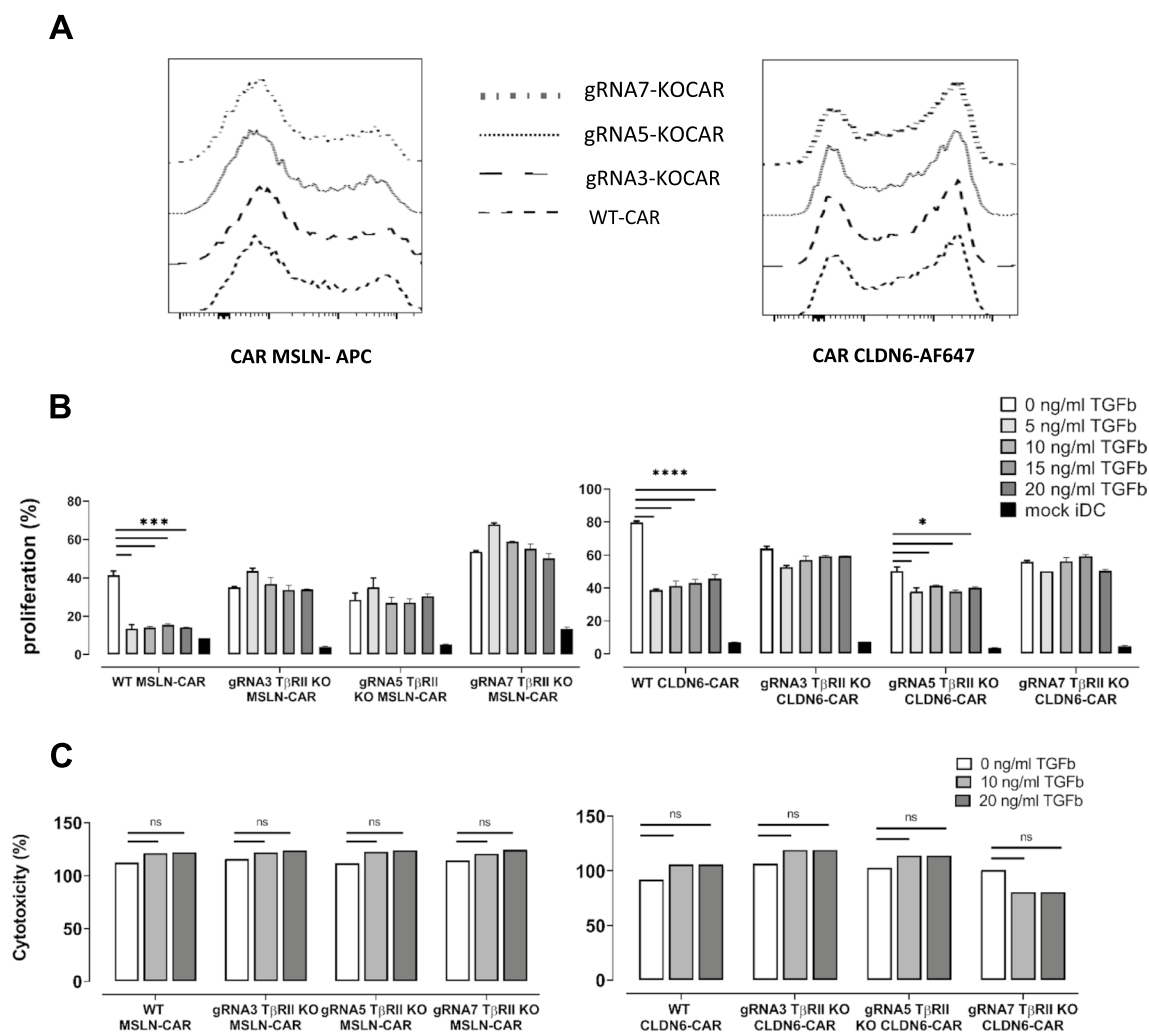 A
gRNA7-KOCAR
gRNA5-KOCAR
gRNA3-KOCAR
WT-CAR
CAR MSLN- APC
CAR CLDN6-AF647
B
0 ng/ml TGFb
5 ng/ml TGFb
10 ng/ml TGFb
15 ng/ml TGFb
20 ng/ml TGFb
mock iDC
proliferation (%)
80
60
40
20
0
***
WT MSLN-CAR
gRNA3 TβRII KO
MSLN-CAR
gRNA5 TβRII
KO MSLN-CAR
gRNA7 TβRII KO
MSLN-CAR
100
80
60
40
20
0
****
*
WT CLDN6-CAR
gRNA3 TβRII KO
CLDN6-CAR
gRNA5 TβRII KO
CLDN6-CAR
gRNA7 TβRII KO
CLDN6-CAR
C
0 ng/ml TGFb
10 ng/ml TGFb
20 ng/ml TGFb
Cytotoxicity (%)
150
100
50
0
ns
ns
ns
ns
WT
MSLN-CAR
gRNA3 TβRII KO
MSLN-CAR
gRNA5 TβRII KO
MSLN-CAR
gRNA7 TβRII KO
MSLN-CAR
150
100
50
0
ns
ns
ns
ns
WT
CLDN6-CAR
gRNA3 TβRII KO
CLDN6-CAR
gRNA5 TβRII
KO CLDN6-CAR
gRNA7 TβRII KO
CLDN6-CAR